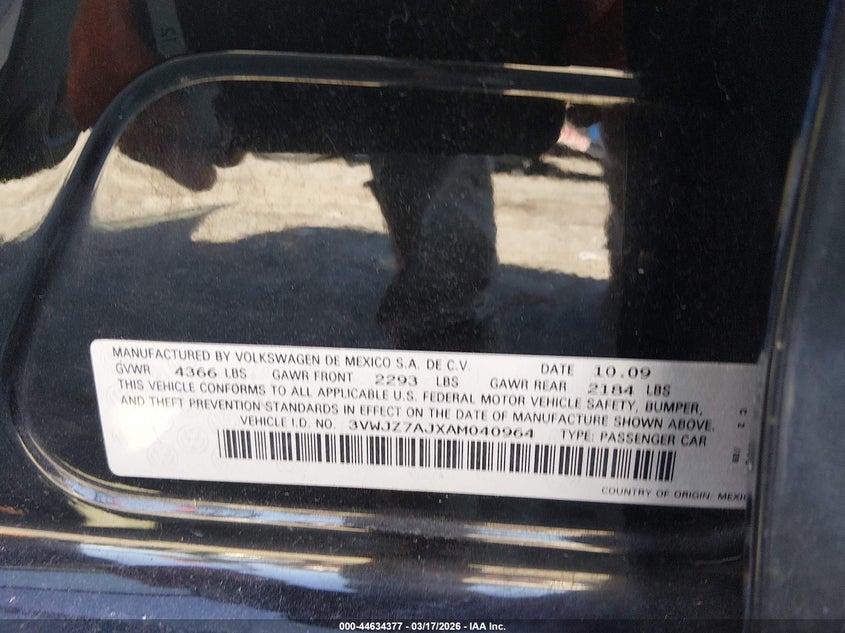 MANUFACTURED BY VOLKSWAGEN DE MEXICO S.A. DE C.V. DATE 10.09
GVWR 4366 LBS GAWR FRONT 2293 LBS GAWR REAR 2184 LBS
THIS VEHICLE CONFORMS TO ALL APPLICABLE U.S. FEDERAL MOTOR VEHICLE SAFETY, BUMPER,
AND THEFT PREVENTION STANDARDS IN EFFECT ON THE DATE OF MANUFACTURE SHOWN ABOVE.
VEHICLE I.D. NO. 3VWJZ7AJXAM040964 TYPE: PASSENGER CAR
COUNTRY OF ORIGIN: MEXIC
000-44634377 - 03/17/2026 - IAA Inc.